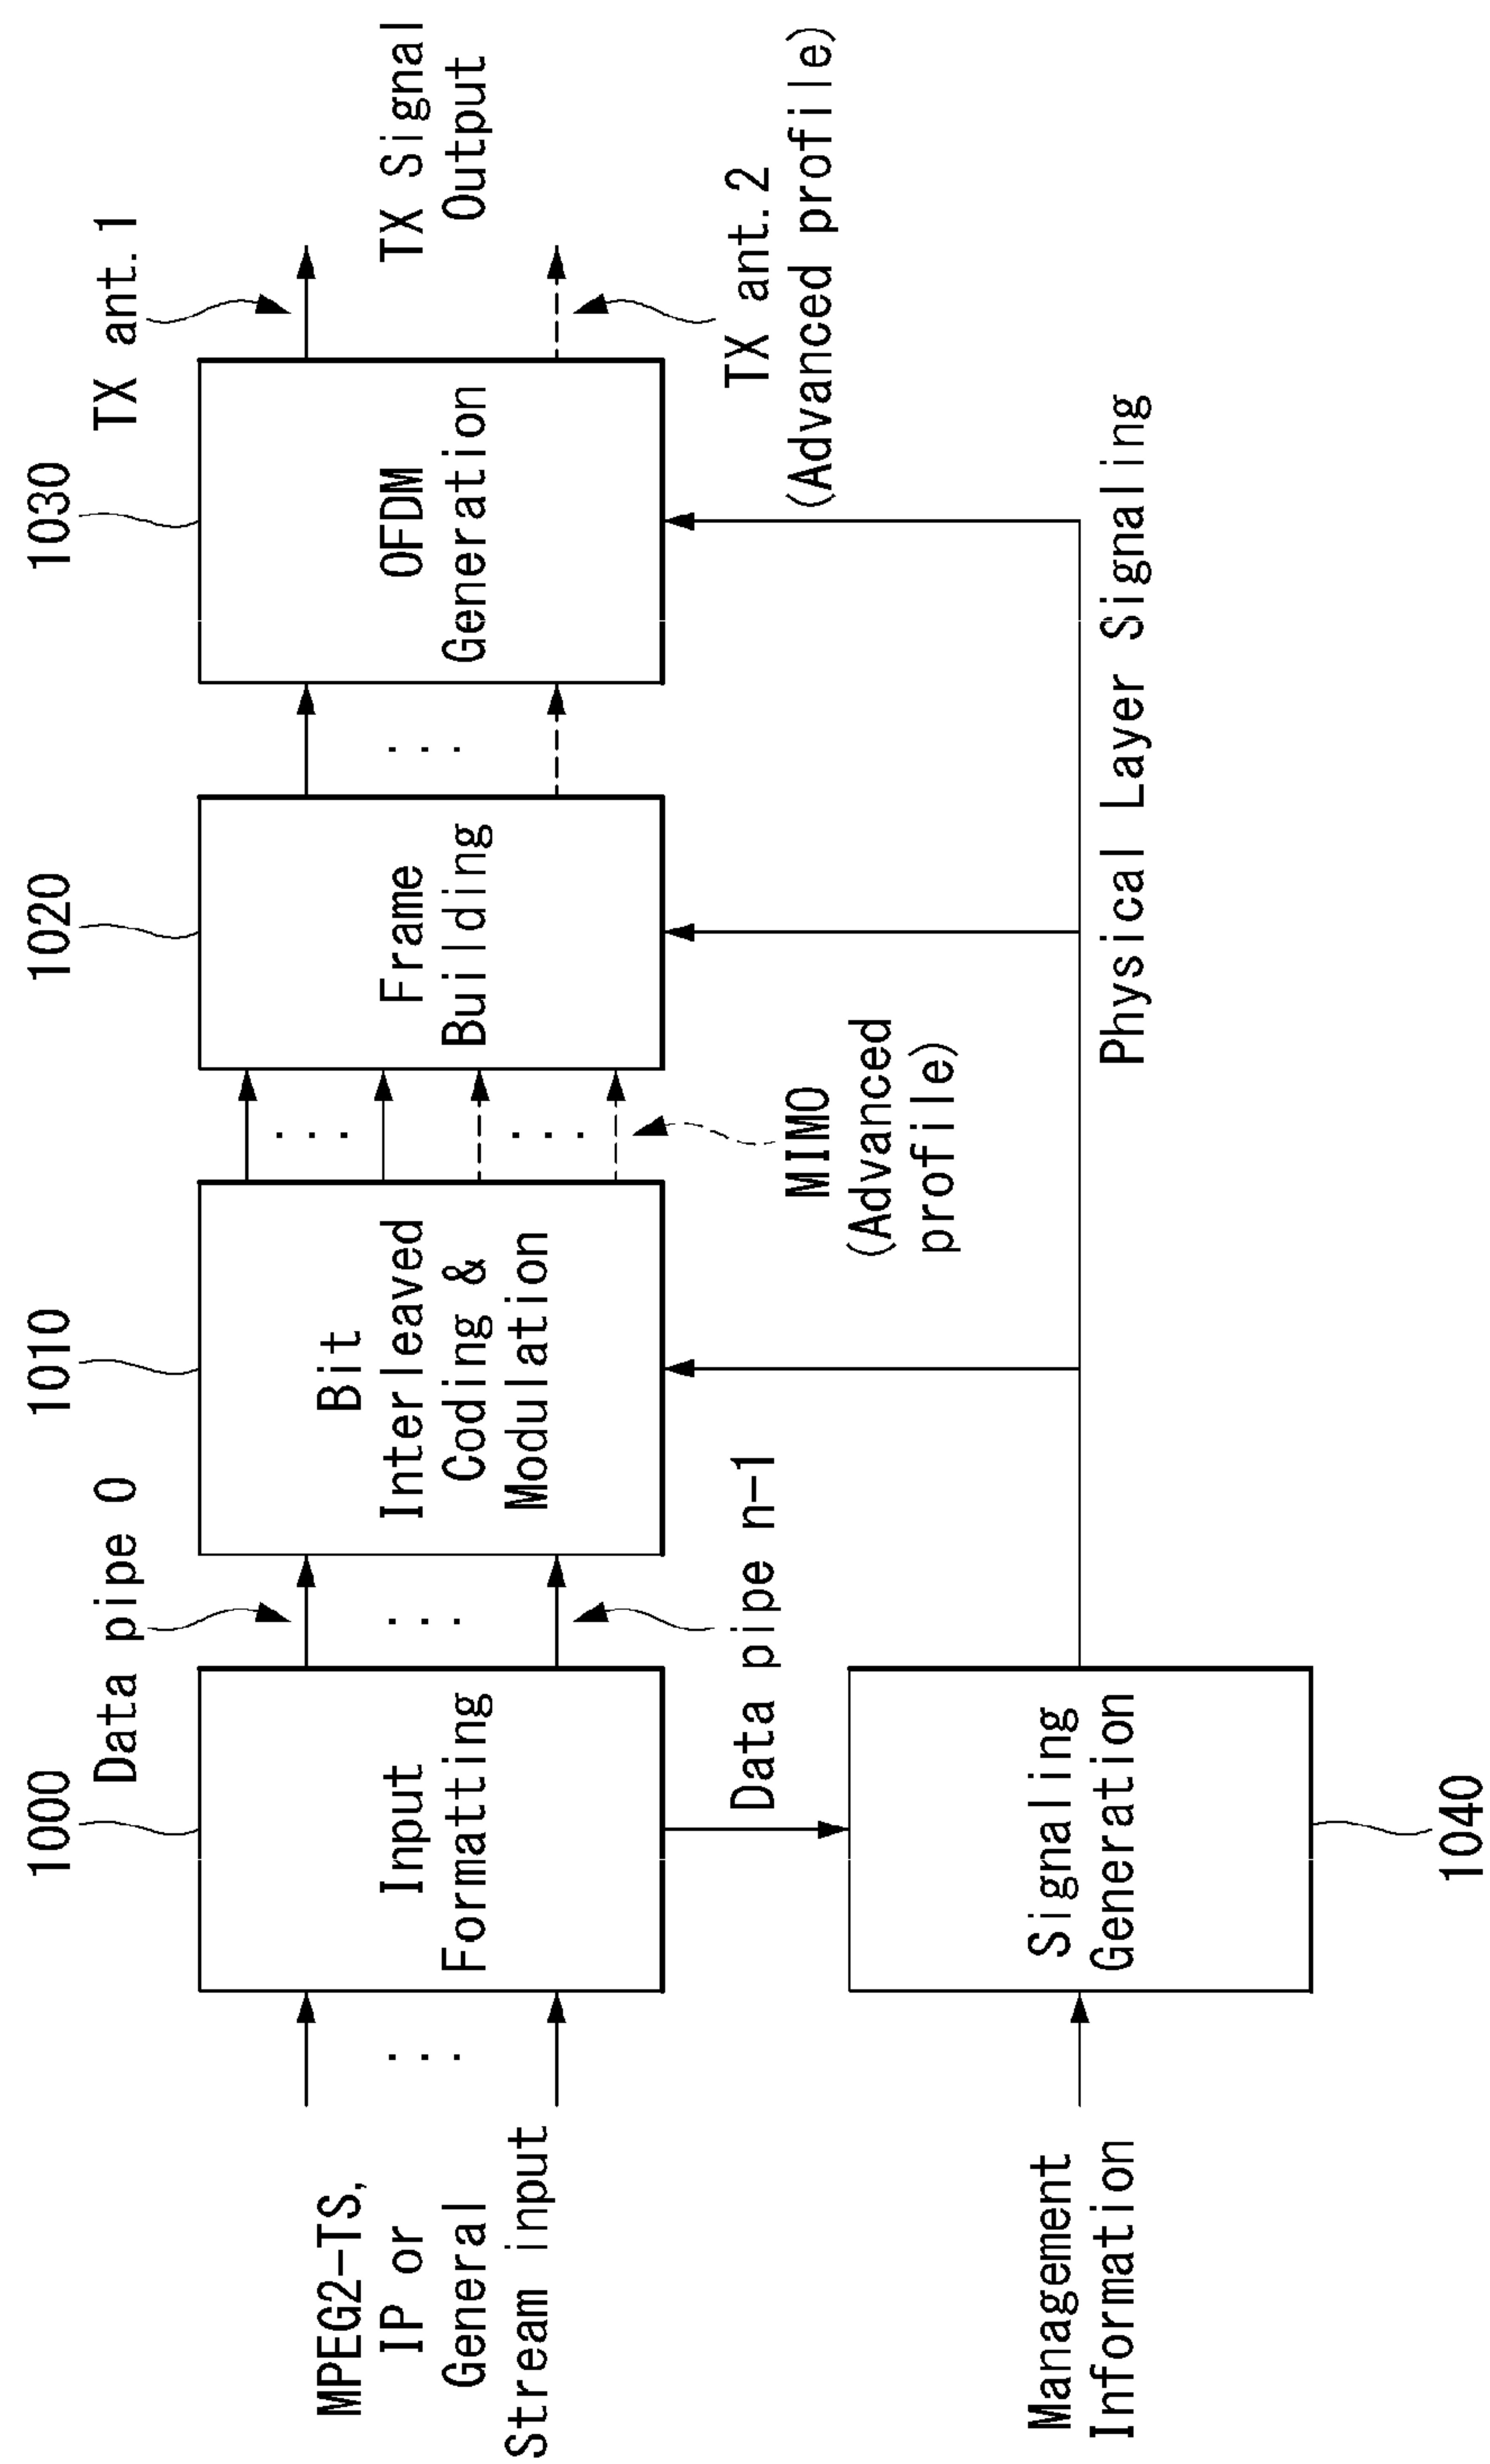 1000
1010
1020
1030
Data pipe 0
TX ant.1
MPEG2-TS,
IP or
General
Stream input
...
Input
Formatting
...
Bit
Interleaved
Coding &
Modulation
...
...
Frame
Building
...
OFDM
Generation
TX Signal
Output
Data pipe n-1
MIMO
(Advanced
profile)
TX ant.2
(Advanced profile)
Management
Information
Signaling
Generation
Physical Layer Signaling
1040